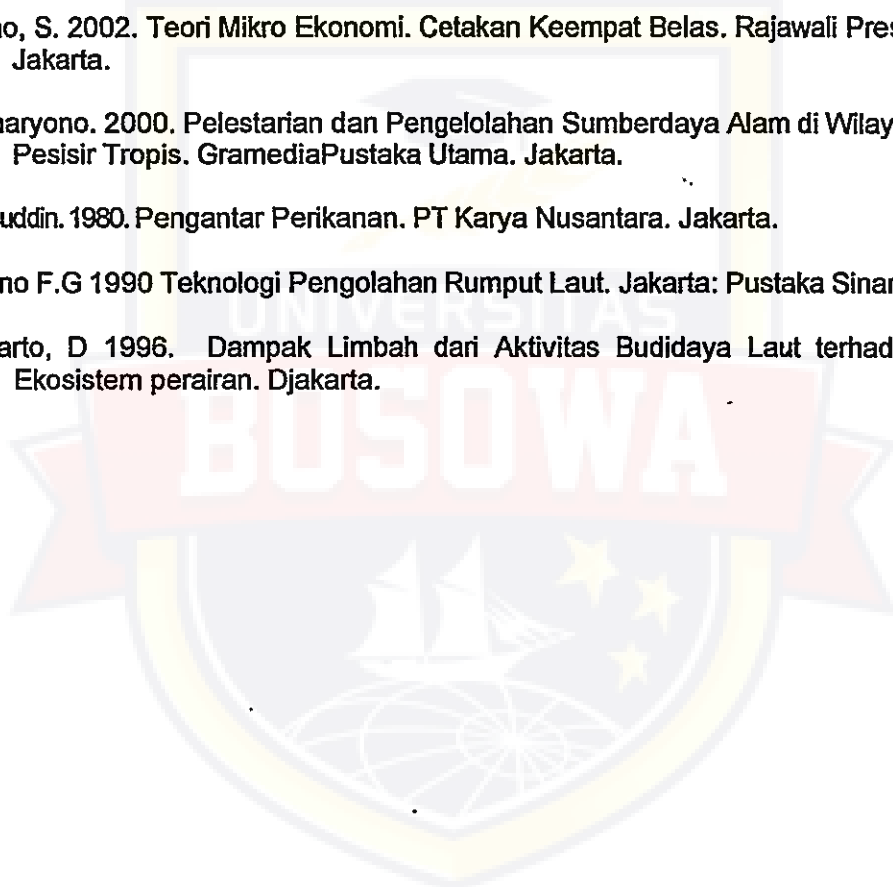 no, S. 2002. Teori Mikro Ekonomi. Cetakan Keempat Belas. Rajawali Pres
Jakarta.
naryono. 2000. Pelestarian dan Pengelolahan Sumberdaya Alam di Wilay
Pesisir Tropis. GramediaPustaka Utama. Jakarta.
uddin. 1980. Pengantar Perikanan. PT Karya Nusantara. Jakarta.
no F.G 1990 Teknologi Pengolahan Rumput Laut. Jakarta: Pustaka Sinar
arto, D 1996. Dampak Limbah dari Aktivitas Budidaya Laut terhad
Ekosistem perairan. Djakarta.
UNIVERSITAS
BOSOWA